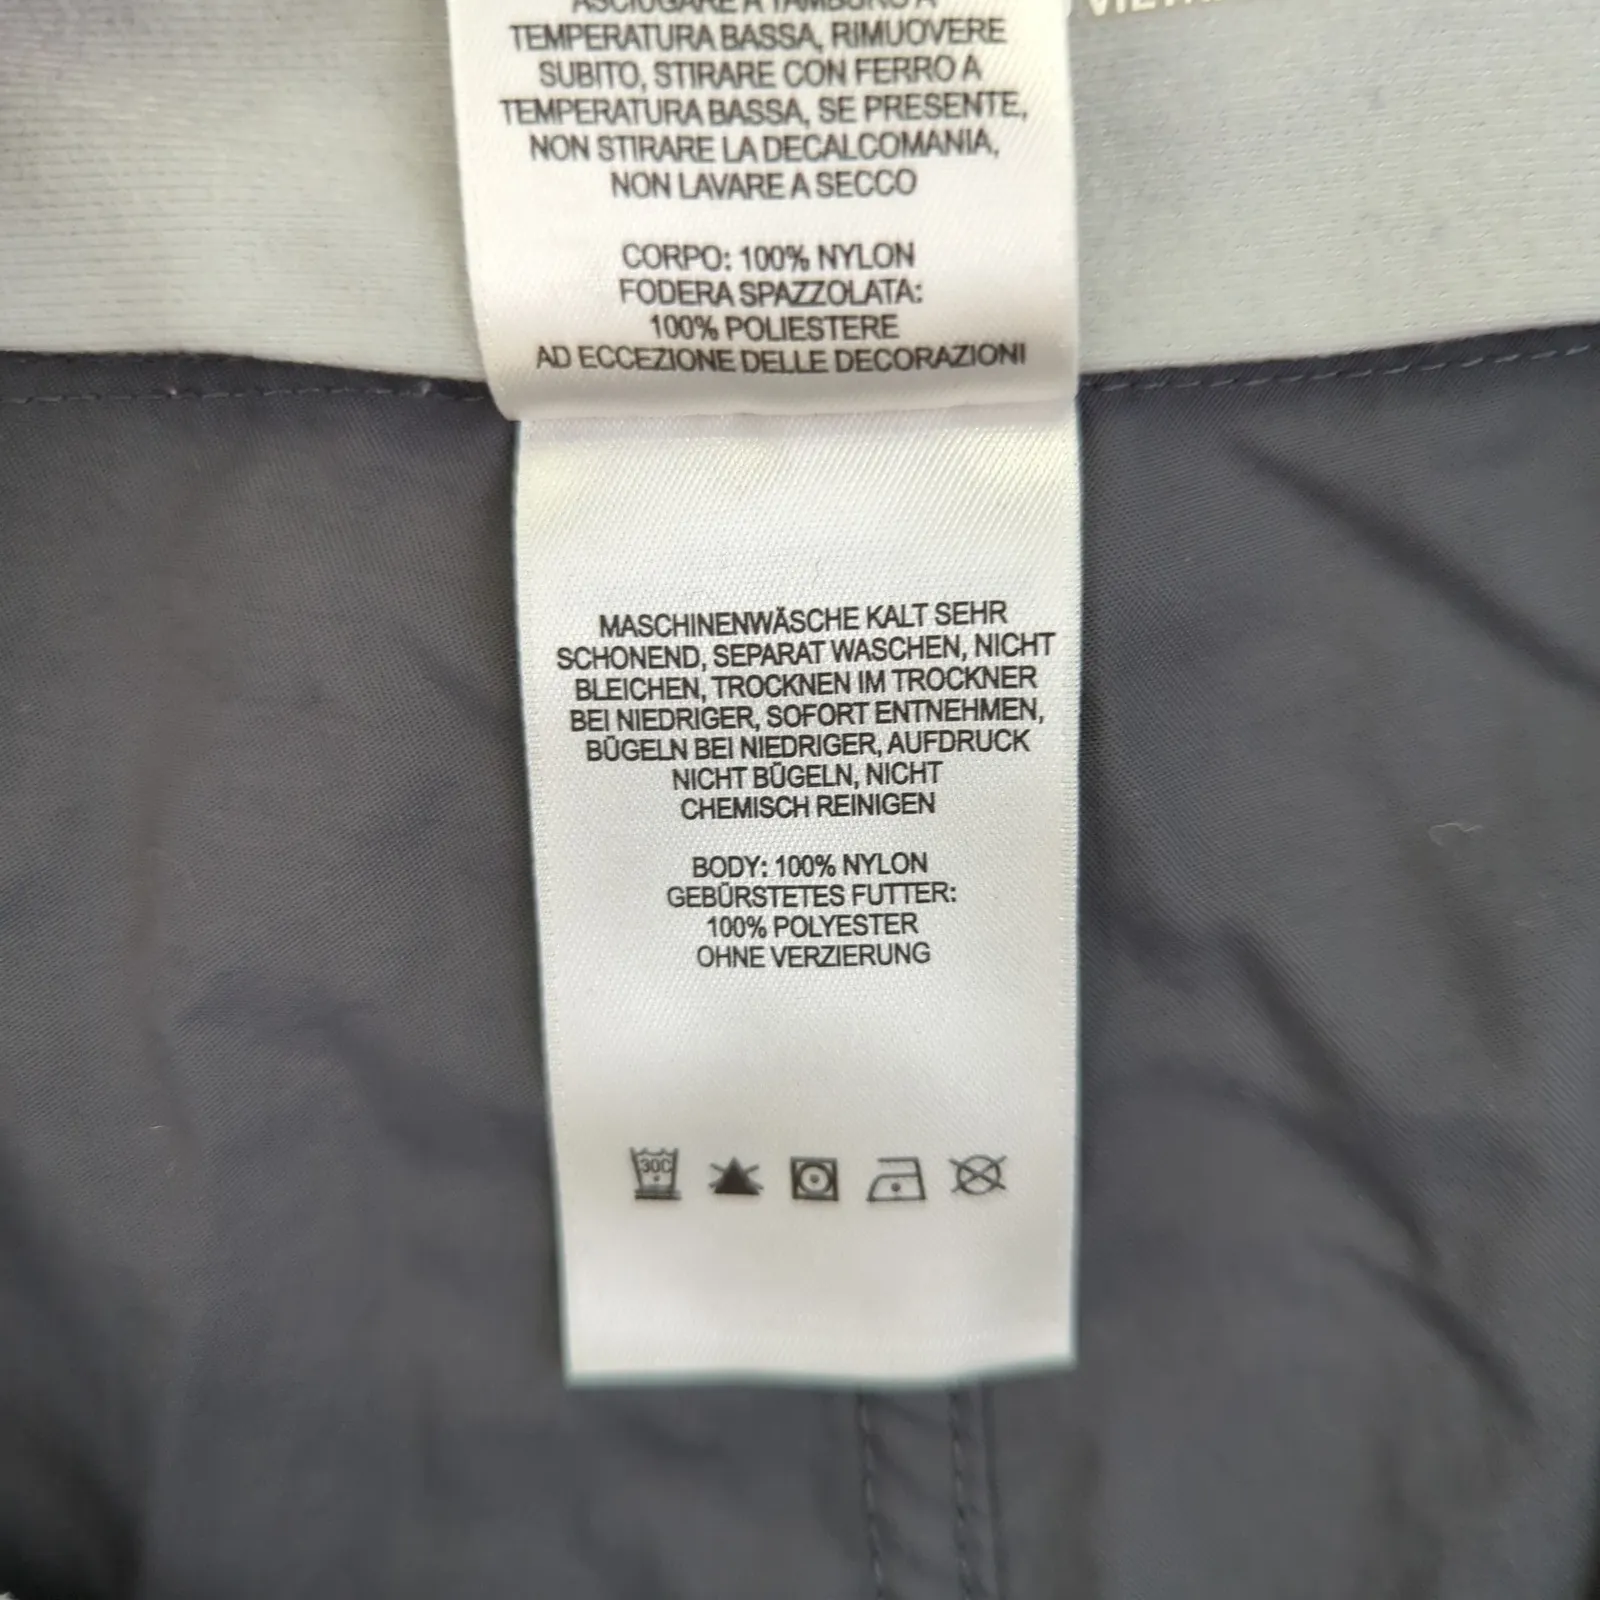 ASCIUGARE A TAMBURO A
TEMPERATURA BASSA, RIMUOVERE
SUBITO, STIRARE CON FERRO A
TEMPERATURA BASSA, SE PRESENTE,
NON STIRARE LA DECALCOMANIA,
NON LAVARE A SECCO
CORPO: 100% NYLON
FODERA SPAZZOLATA:
100% POLIESTERE
AD ECCEZIONE DELLE DECORAZIONI
MASCHINENWÄSCHE KALT SEHR
SCHONEND, SEPARAT WASCHEN, NICHT
BLEICHEN, TROCKNEN IM TROCKNER
BEI NIEDRIGER, SOFORT ENTNEHMEN,
BÜGELN BEI NIEDRIGER, AUFDRUCK
NICHT BÜGELN, NICHT
CHEMISCH REINIGEN
BODY: 100% NYLON
GEBÜRSTETES FUTTER:
100% POLYESTER
OHNE VERZIERUNG
30C